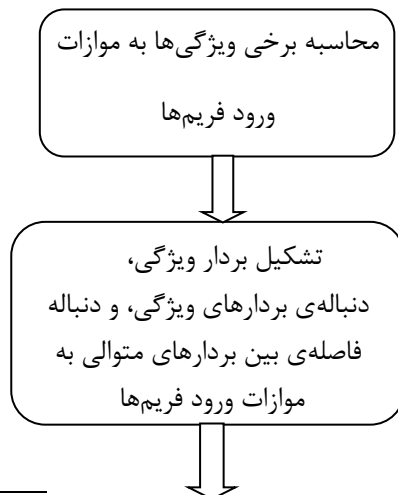 محاسبه برخی ویژگی‌ها به موازات
ورود فریم‌ها
تشکیل بردار ویژگی،
دنباله‌ی بردارهای ویژگی، و دنباله
فاصله‌ی بین بردارهای متوالی به
موازات ورود فریم‌ها